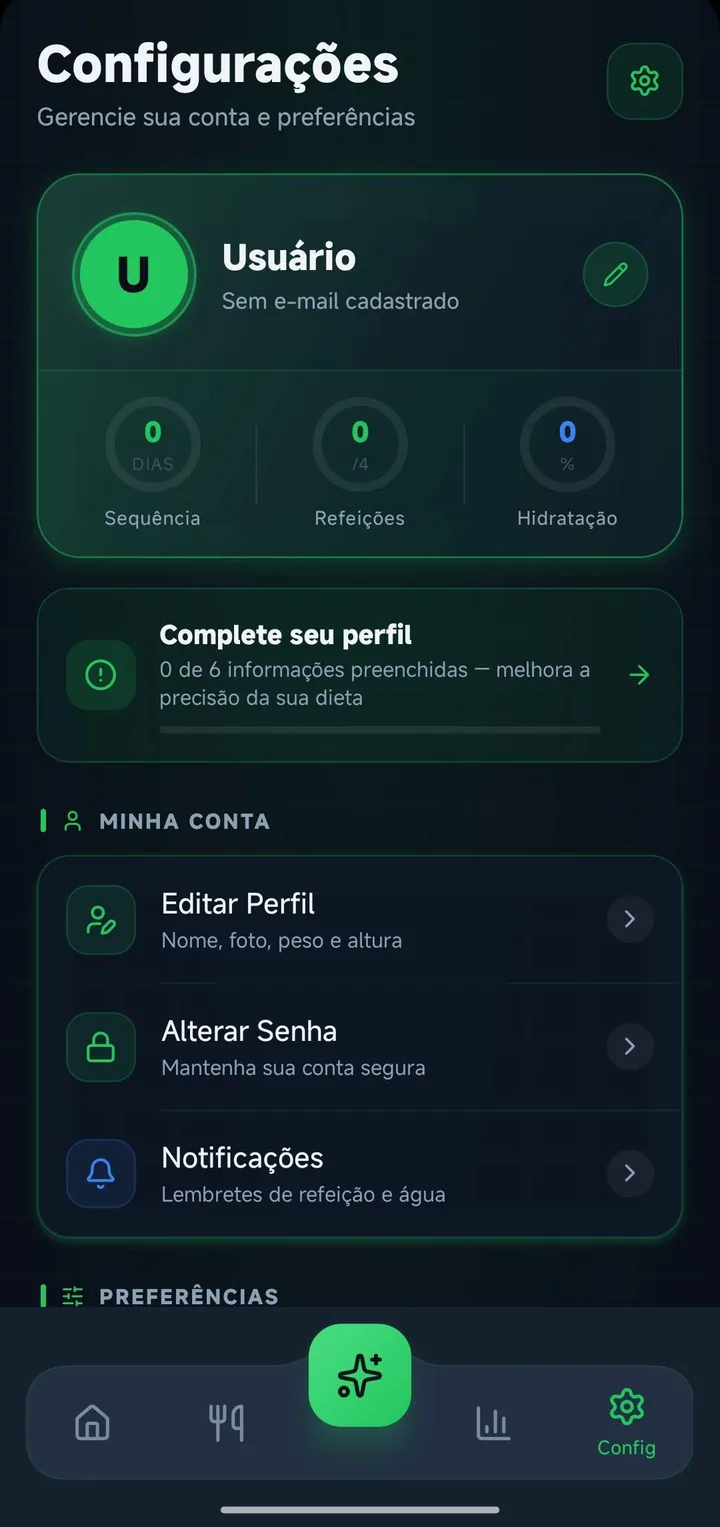 Configurações
Gerencie sua conta e preferências
U
Usuário
Sem e-mail cadastrado
0
DIAS
Sequência
0
/4
Refeições
0
%
Hidratação
Complete seu perfil
0 de 6 informações preenchidas — melhora a
precisão da sua dieta
MINHA CONTA
Editar Perfil
Nome, foto, peso e altura
Alterar Senha
Mantenha sua conta segura
Notificações
Lembretes de refeição e água
PREFERÊNCIAS
Config